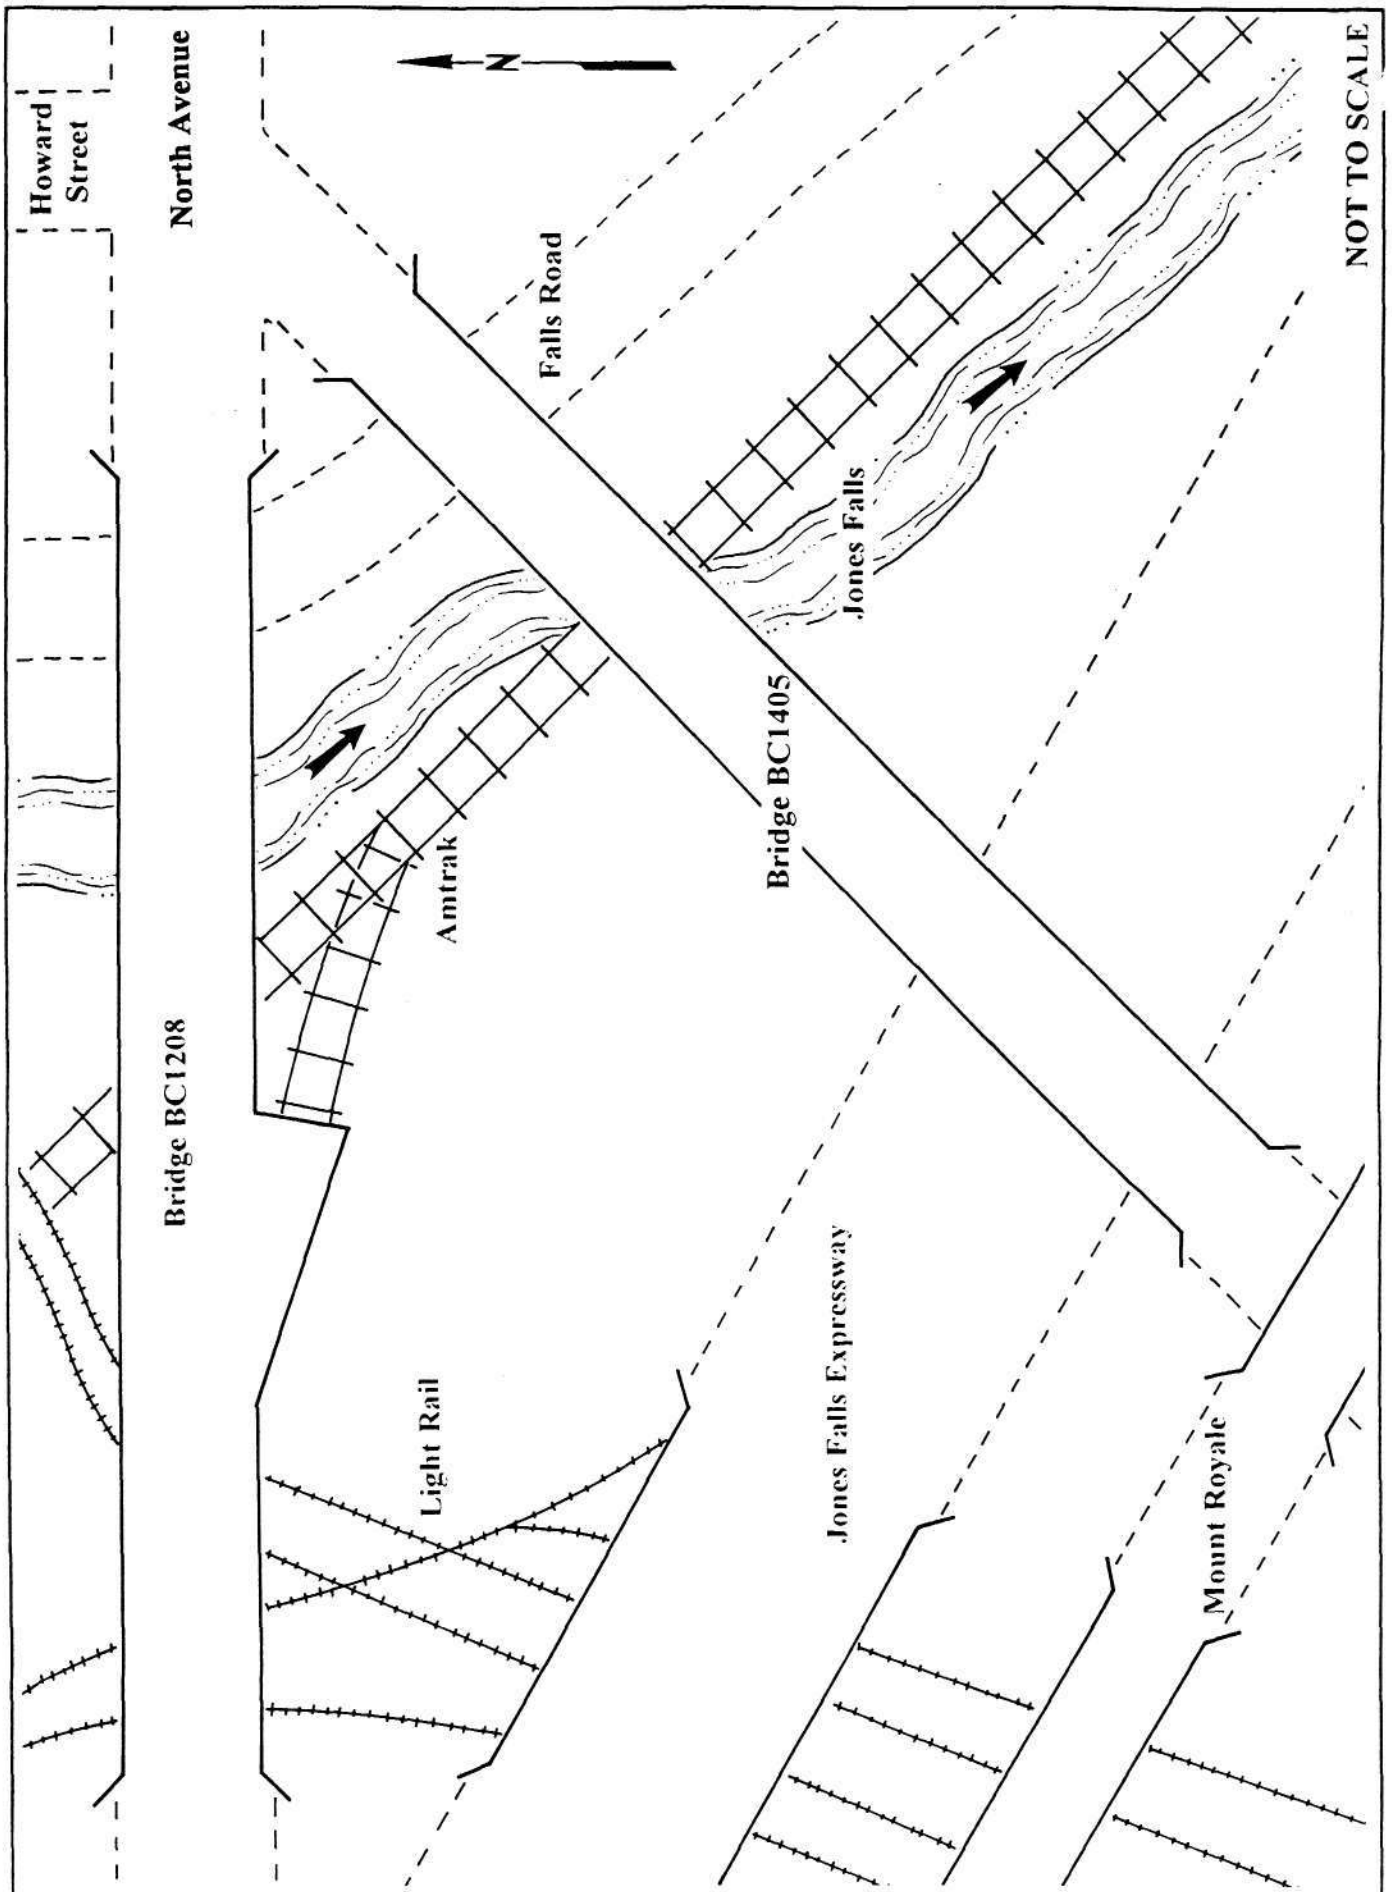 Howard
Street
North Avenue
N
Falls Road
Jones Falls
Bridge BC1405
Amtrak
Bridge BC1208
Light Rail
Jones Falls Expressway
Mount Royale
NOT TO SCALE